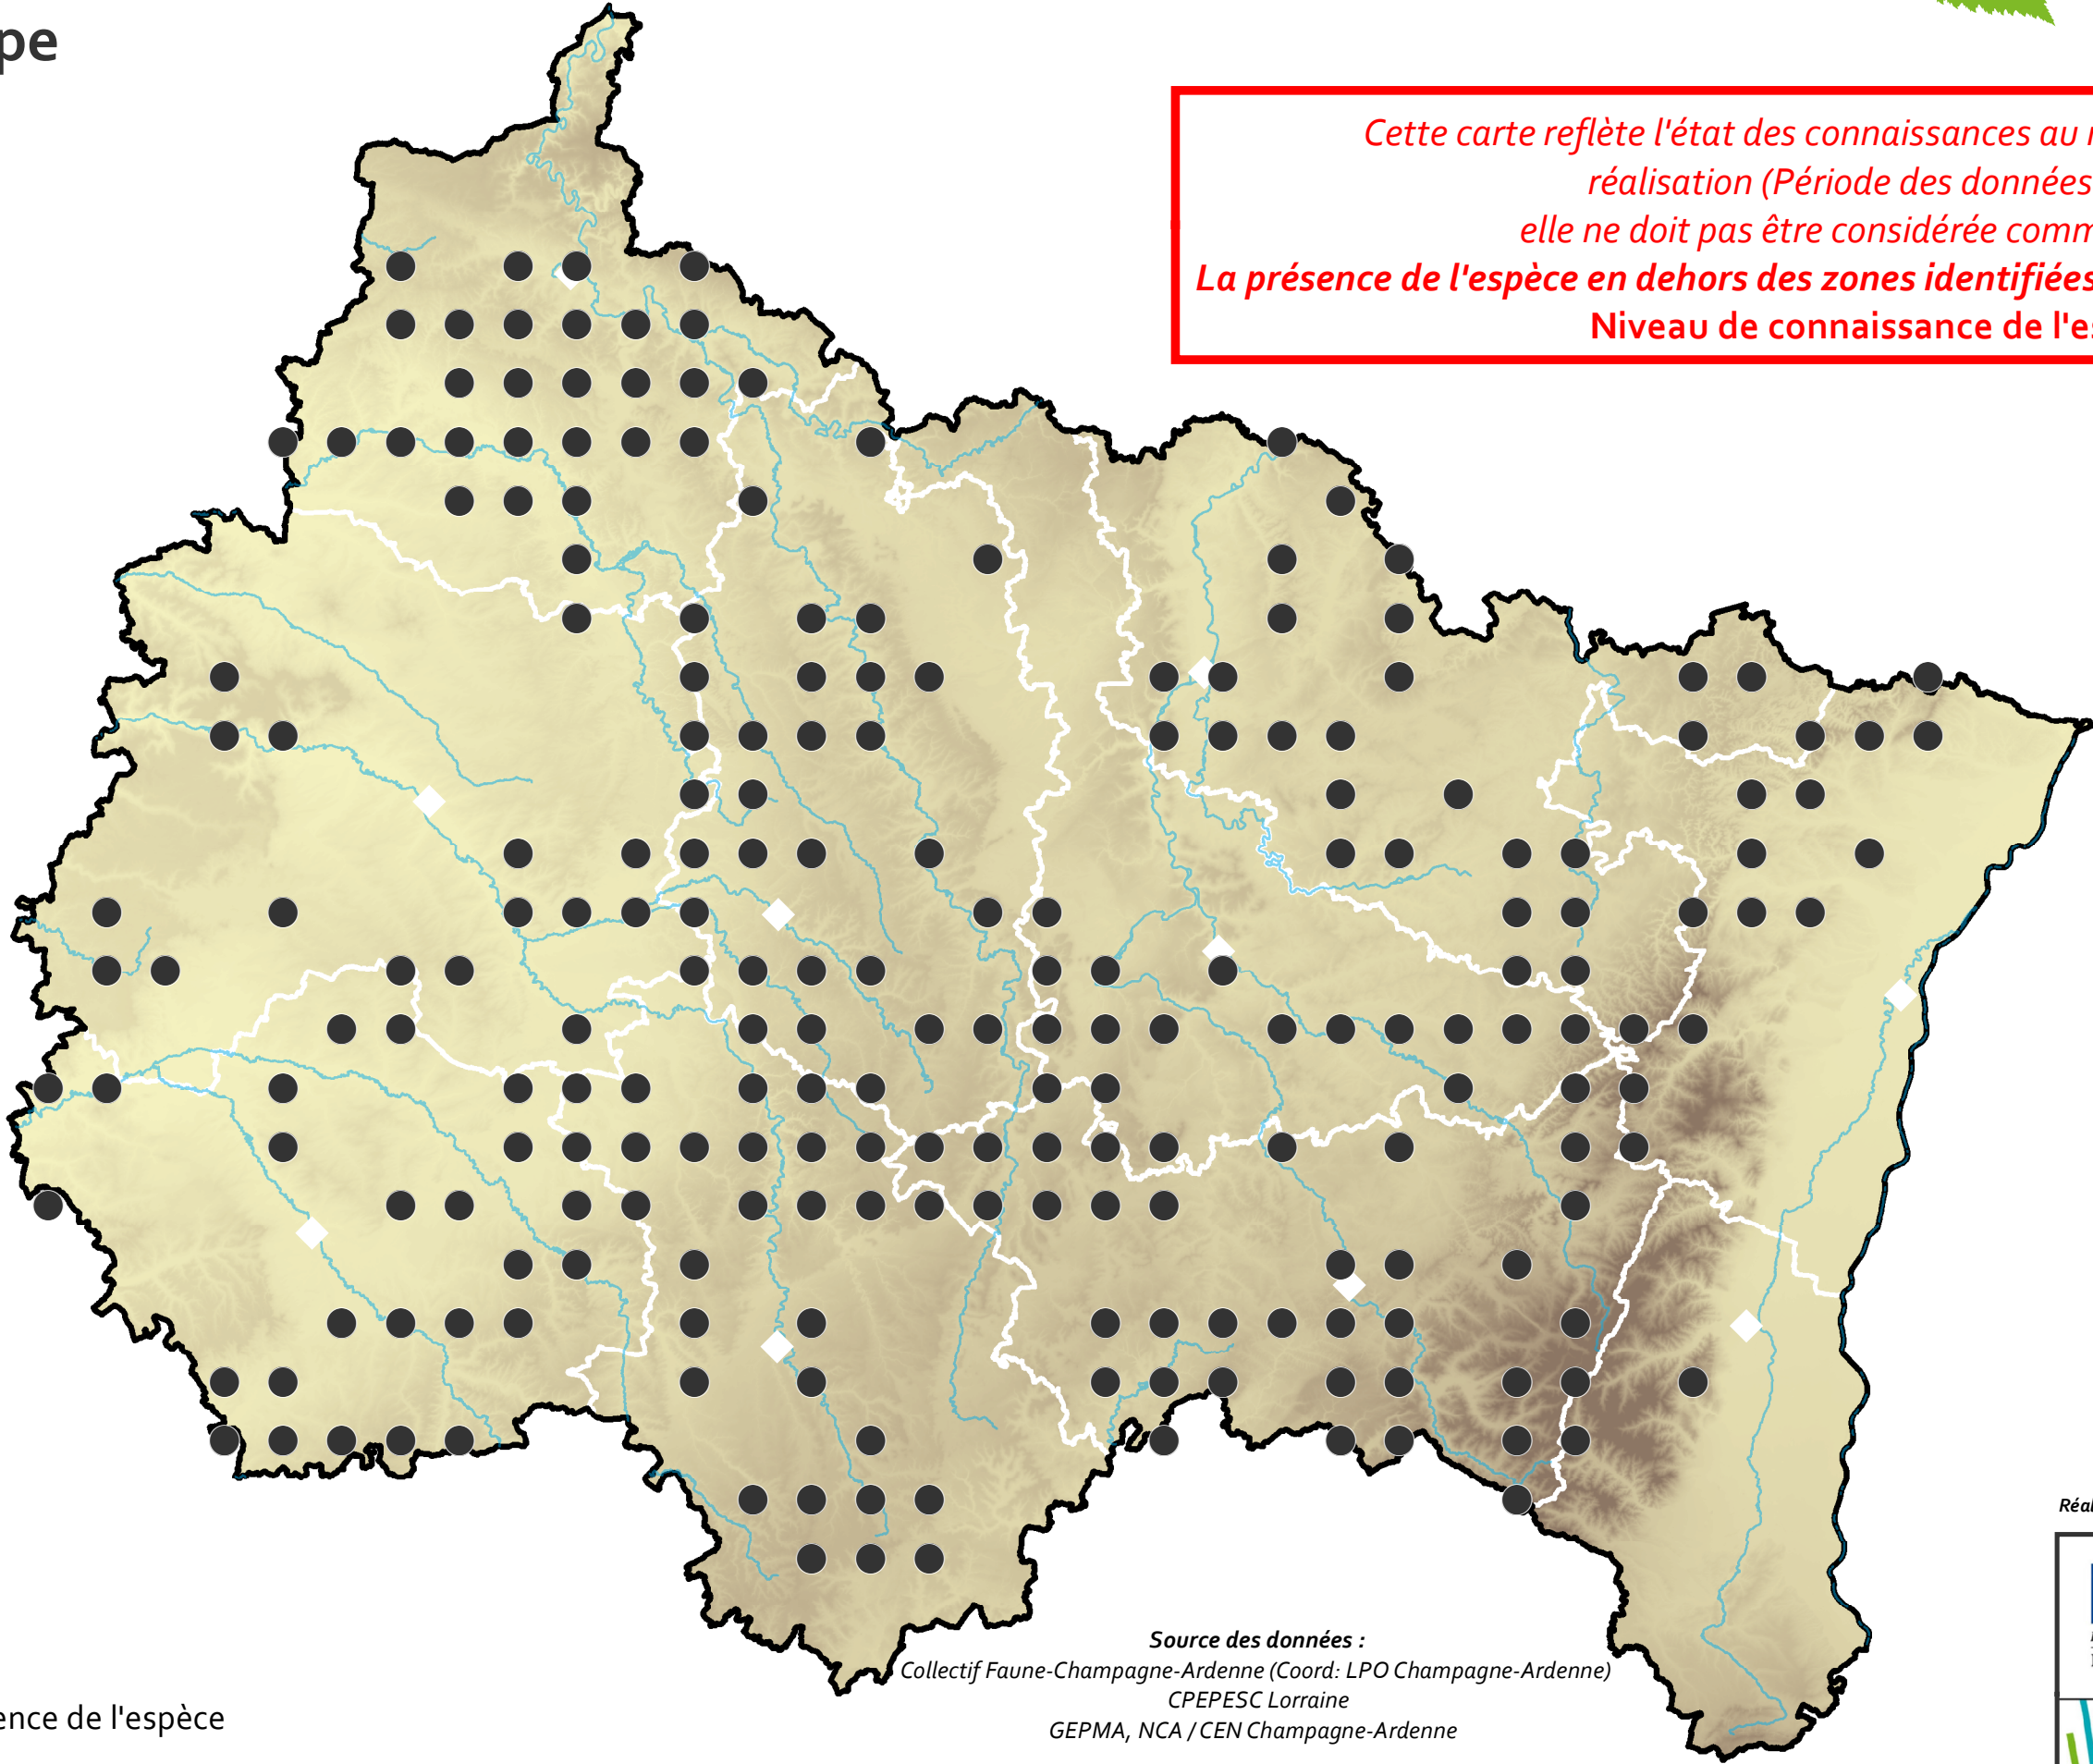 pe
Cette carte reflète l'état des connaissances au
réalisation (Période des données
elle ne doit pas être considérée comm
La présence de l'espèce en dehors des zones identifiées
Niveau de connaissance de l'es
Réal
Source des données :
Collectif Faune-Champagne-Ardenne (Coord: LPO Champagne-Ardenne)
CPEPESC Lorraine
GEPMA, NCA / CEN Champagne-Ardenne
ence de l'espèce